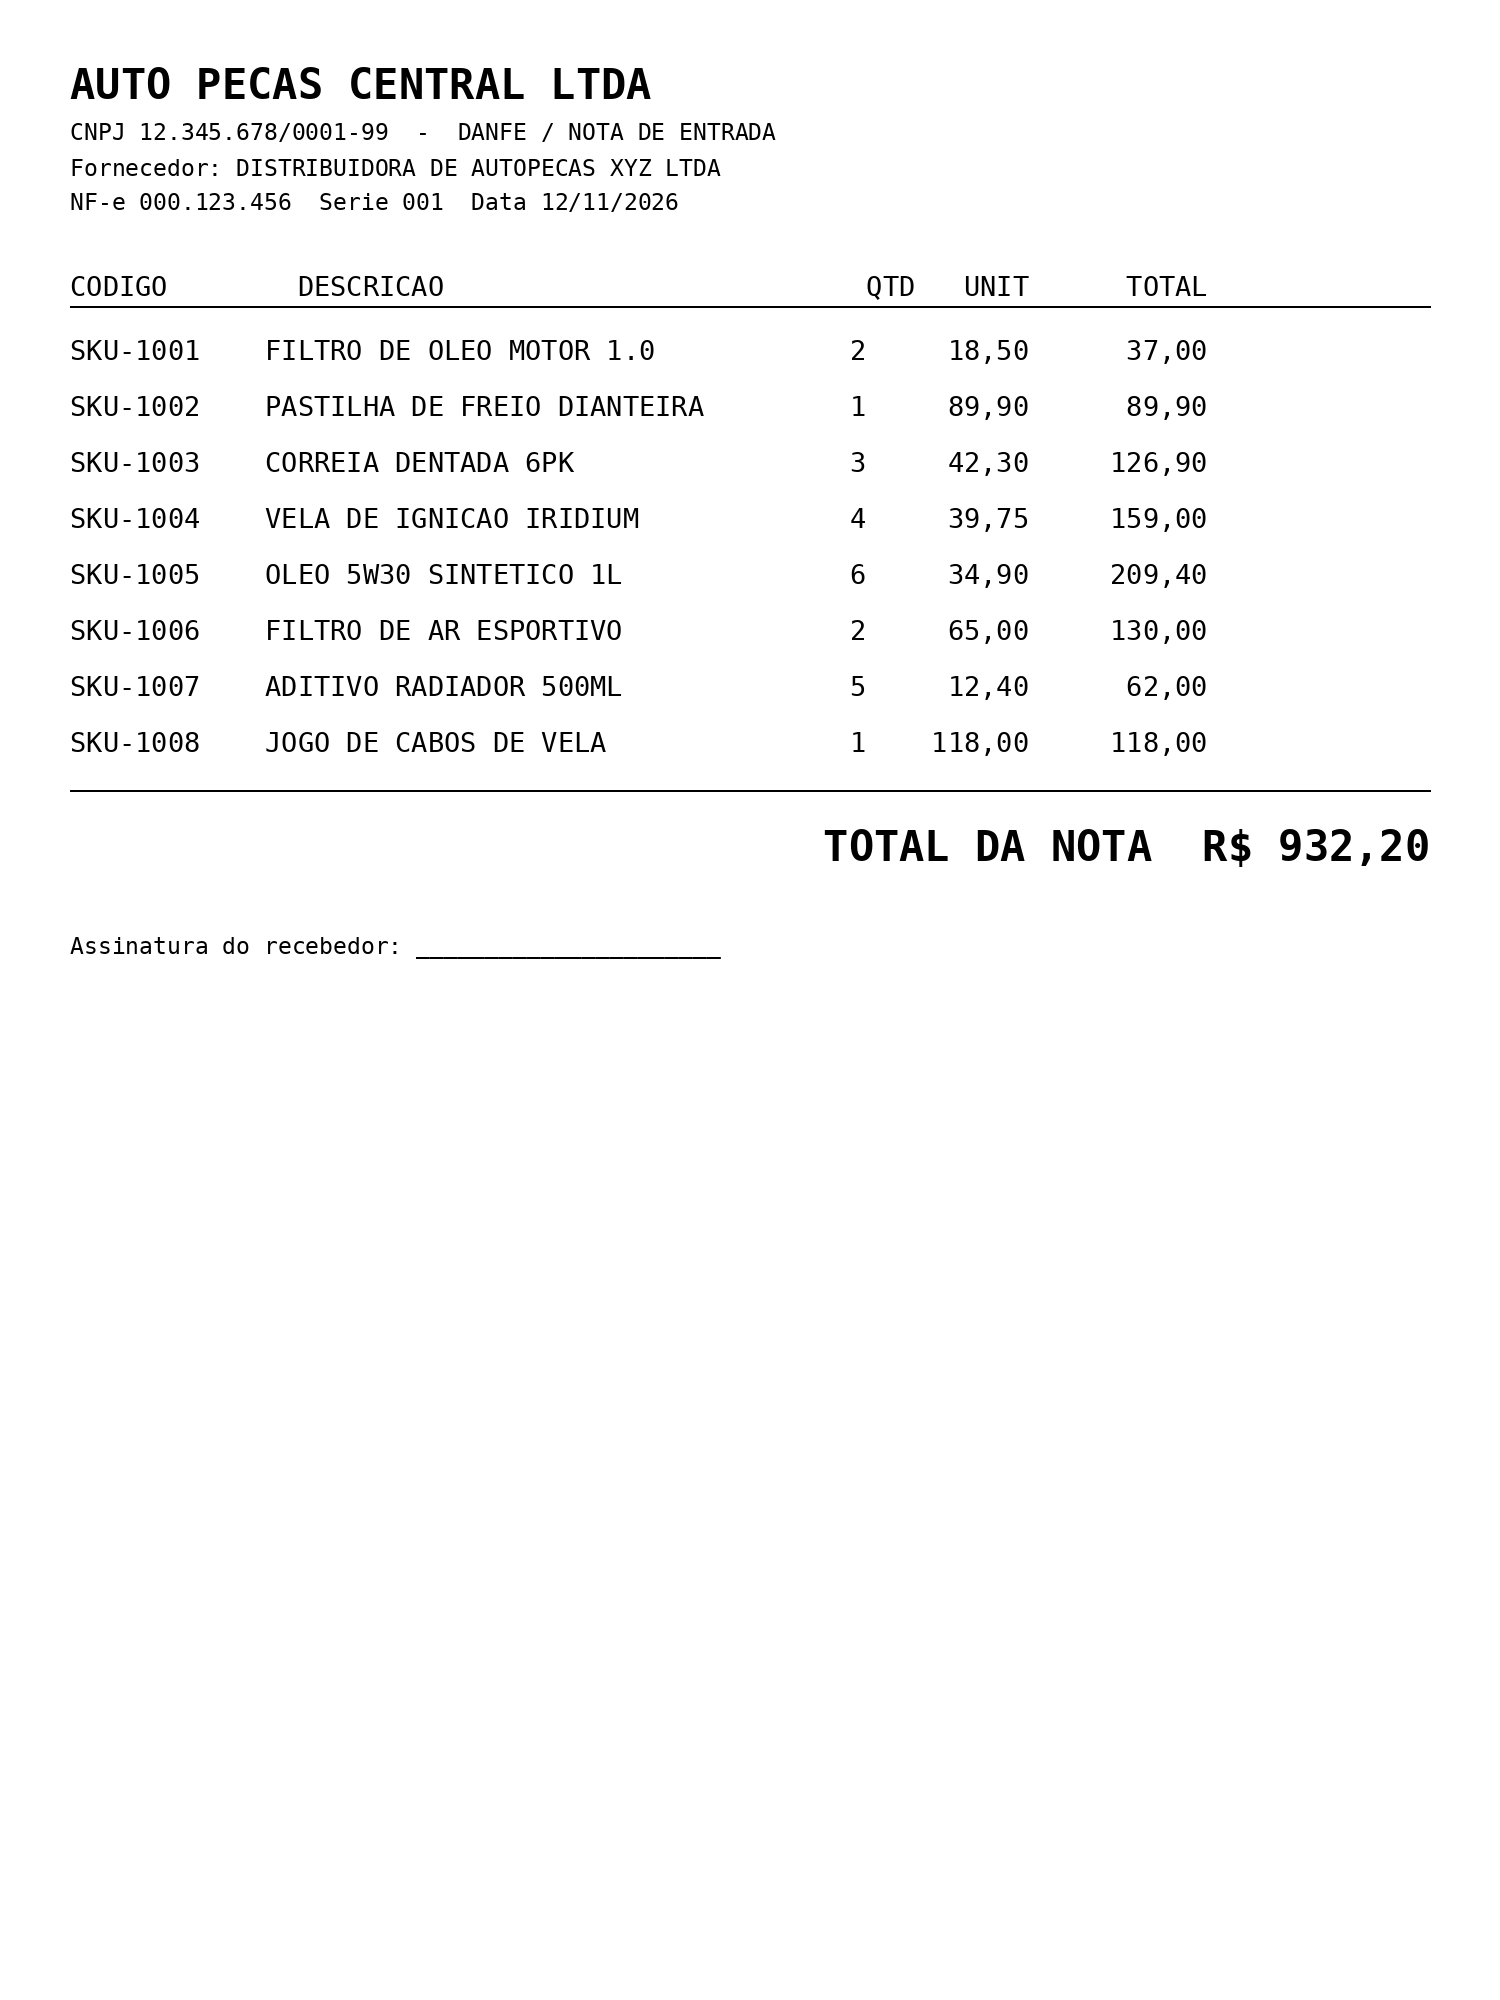 AUTO PECAS CENTRAL LTDA
CNPJ 12.345.678/0001-99 - DANFE / NOTA DE ENTRADA
Fornecedor: DISTRIBUIDORA DE AUTOPECAS XYZ LTDA
NF-e 000.123.456 Serie 001 Data 12/11/2026
CODIGO DESCRICAO QTD UNIT TOTAL
SKU-1001 FILTRO DE OLEO MOTOR 1.0 2 18,50 37,00
SKU-1002 PASTILHA DE FREIO DIANTEIRA 1 89,90 89,90
SKU-1003 CORREIA DENTADA 6PK 3 42,30 126,90
SKU-1004 VELA DE IGNICAO IRIDIUM 4 39,75 159,00
SKU-1005 OLEO 5W30 SINTETICO 1L 6 34,90 209,40
SKU-1006 FILTRO DE AR ESPORTIVO 2 65,00 130,00
SKU-1007 ADITIVO RADIADOR 500ML 5 12,40 62,00
SKU-1008 JOGO DE CABOS DE VELA 1 118,00 118,00
TOTAL DA NOTA R$ 932,20
Assinatura do recebedor: ______________________